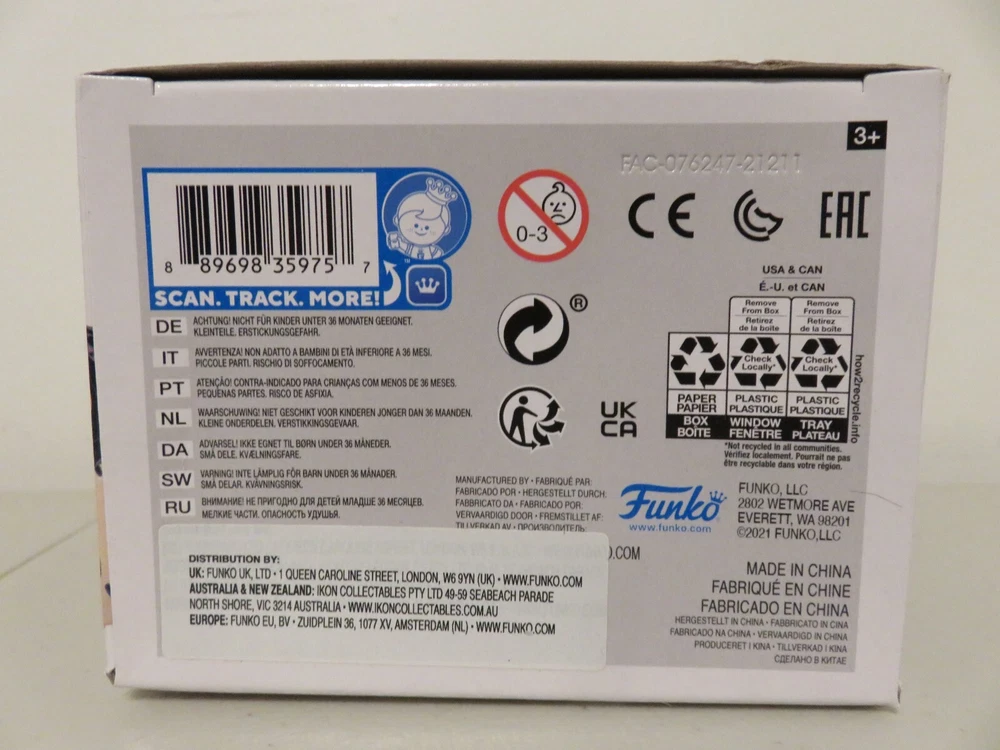 3+
FAC-076247-21211
8 89698 35975 7
SCAN. TRACK. MORE!
™
0-3
CE
EAC
DE ACHTUNG! NICHT FÜR KINDER UNTER 36 MONATEN GEEIGNET.
KLEINTEILE. ERSTICKUNGSGEFAHR.
IT AVVERTENZA! NON ADATTO A BAMBINI DI ETÀ INFERIORE A 36 MESI.
PICCOLE PARTI. RISCHIO DI SOFFOCAMENTO.
PT ATENÇÃO! CONTRA-INDICADO PARA CRIANÇAS COM MENOS DE 36 MESES.
PEQUENAS PARTES. RISCO DE ASFIXIA.
NL WAARSCHUWING! NIET GESCHIKT VOOR KINDEREN JONGER DAN 36 MAANDEN.
KLEINE ONDERDELEN. VERSTIKKINGSGEVAAR.
DA ADVARSEL! IKKE EGNET TIL BØRN UNDER 36 MÅNEDER.
SMÅ DELE. KVÆLNINGSFARE.
SW VARNING! INTE LÄMPLIG FÖR BARN UNDER 36 MÅNADER.
SMÅ DELAR. KVÄVNINGSRISK.
RU ВНИМАНИЕ! НЕ ПРИГОДНО ДЛЯ ДЕТЕЙ МЛАДШЕ 36 МЕСЯЦЕВ.
МЕЛКИЕ ЧАСТИ. ОПАСНОСТЬ УДУШЬЯ.
®
UK
CA
USA & CAN
É.-U. et CAN
Remove From Box
Retirez de la boîte
Remove From Box
Retirez de la boîte
Check Locally*
Check Locally*
PAPER PAPIER
PLASTIC PLASTIQUE
PLASTIC PLASTIQUE
BOX BOÎTE
WINDOW FENÊTRE
TRAY PLATEAU
how2recycle.info
*Not recycled in all communities.
Vérifiez localement. Pourrait ne pas
être recyclable dans votre région.
MANUFACTURED BY • FABRIQUÉ PAR:
FABRICADO POR • HERGESTELLT DURCH:
FABBRICATO DA • FABRICADO POR:
VERVAARDIGD DOOR • FREMSTILLET AF:
TILLVERKAD AV • ПРОИЗВОДИТЕЛЬ:
Funko
www.funko.com
FUNKO, LLC
2802 WETMORE AVE
EVERETT, WA 98201
©2021 FUNKO,LLC
O.COM
DISTRIBUTION BY:
UK: FUNKO UK, LTD • 1 QUEEN CAROLINE STREET, LONDON, W6 9YN (UK) • WWW.FUNKO.COM
AUSTRALIA & NEW ZEALAND: IKON COLLECTABLES PTY LTD 49-59 SEABEACH PARADE
NORTH SHORE, VIC 3214 AUSTRALIA • WWW.IKONCOLLECTABLES.COM.AU
EUROPE: FUNKO EU, BV • ZUIDPLEIN 36, 1077 XV, AMSTERDAM (NL) • WWW.FUNKO.COM
MADE IN CHINA
FABRIQUÉ EN CHINE
FABRICADO EN CHINA
HERGESTELLT IN CHINA • FABBRICATO IN CINA
FABRICADO NA CHINA • VERVAARDIGD IN CHINA
PRODUCERET I KINA • TILLVERKAD I KINA
СДЕЛАНО В КИТАЕ